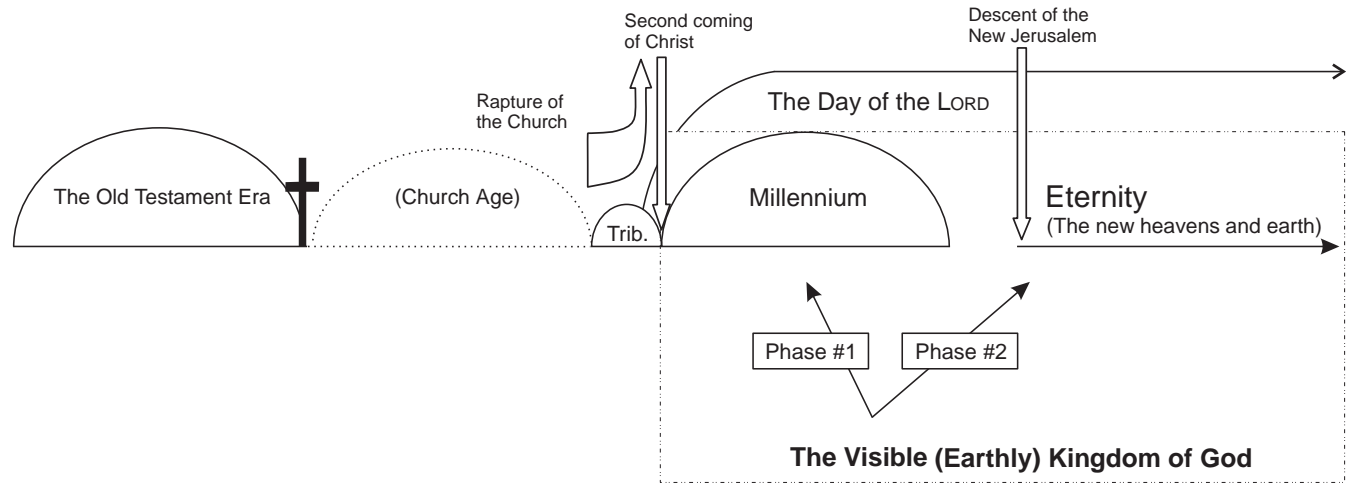 Second coming
of Christ
Descent of the
New Jerusalem
Rapture of
the Church
The Day of the LORD
The Old Testament Era
(Church Age)
Trib.
Millennium
Eternity
(The new heavens and earth)
Phase #1
Phase #2
The Visible (Earthly) Kingdom of God